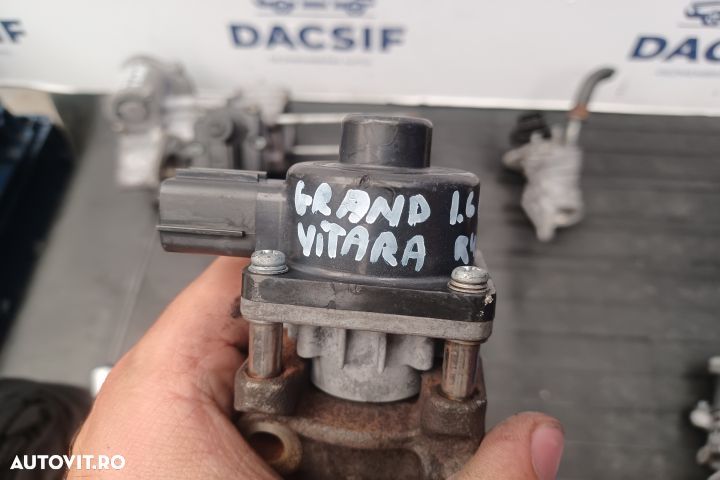 DACSIF
DACSIF
GRAND 1.6
VITARA
AUTOVIT.RO